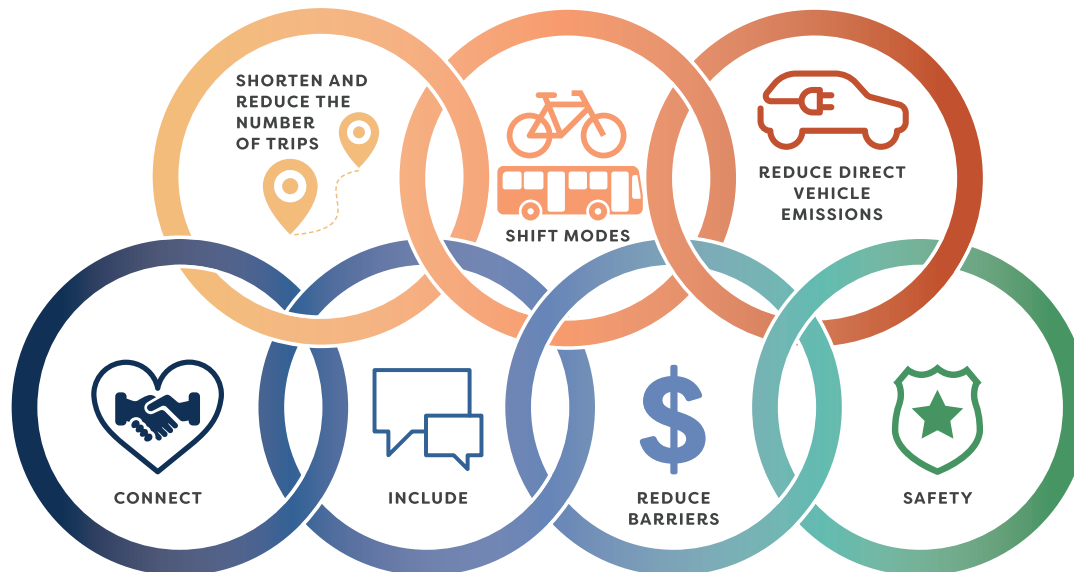 SHORTEN AND
REDUCE THE
NUMBER
OF TRIPS
SHIFT MODES
REDUCE DIRECT
VEHICLE
EMISSIONS
CONNECT
INCLUDE
$
REDUCE
BARRIERS
SAFETY